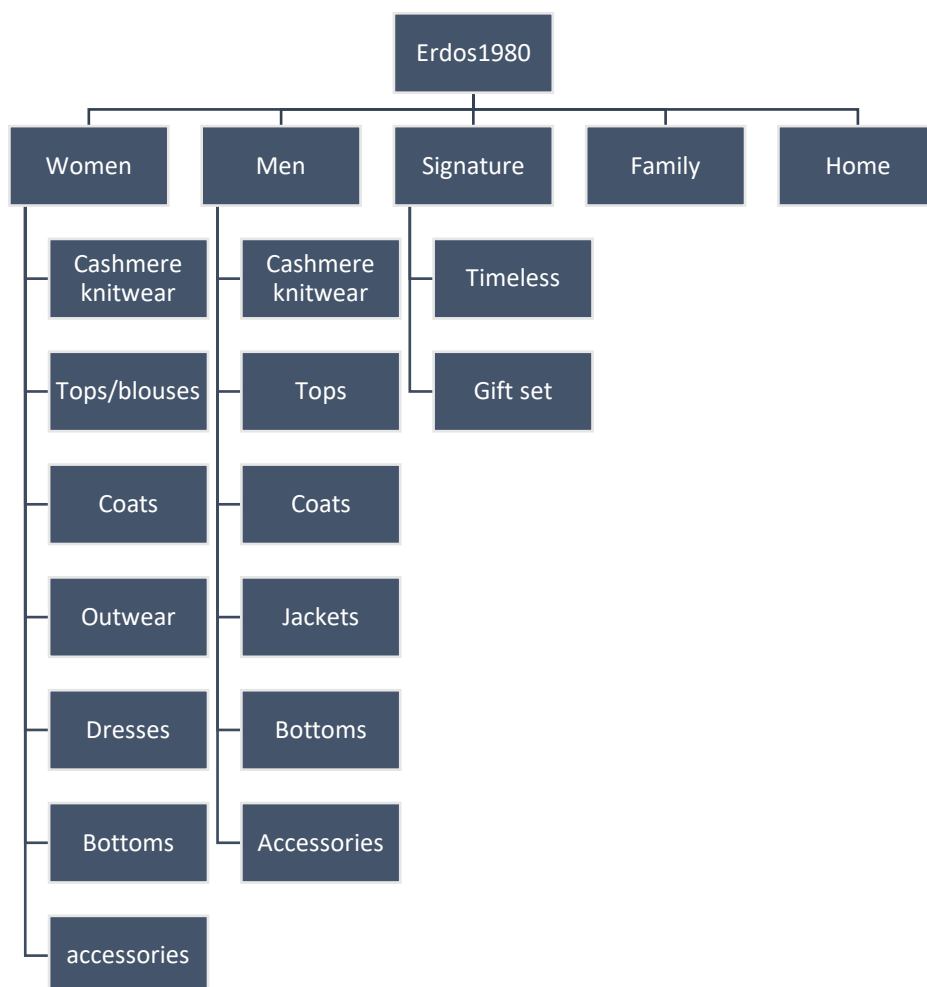 Erdos1980
Women
Men
Signature
Family
Home
Cashmere
knitwear
Tops/blouses
Coats
Outwear
Dresses
Bottoms
accessories
Cashmere
knitwear
Tops
Coats
Jackets
Bottoms
Accessories
Timeless
Gift set